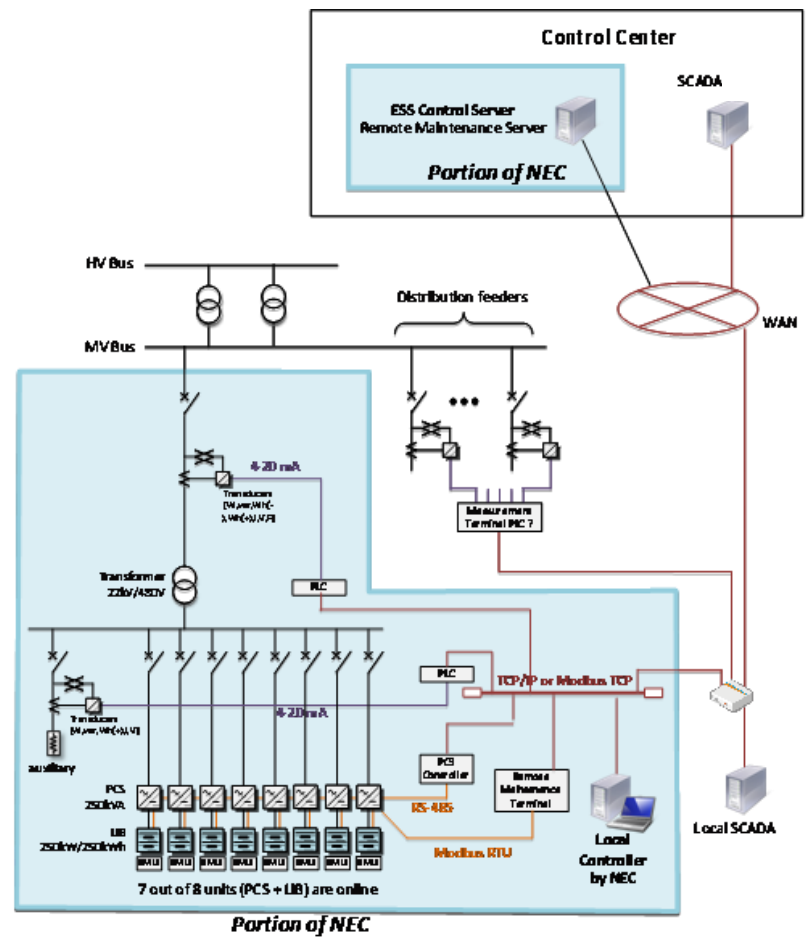 Control Center
SCADA
ESS Control Server
Remote Maintenance Server
Portion of NEC
HV Bus
Distribution feeders
WAN
MV Bus
4-20 mA
Transducers
Measurement
Terminal PLC ?
Transformer
22kV/480V
PLC
PLC
TCP/IP or Modbus TCP
Transducers
4-20mA
auxiliary
PCS
Controller
PCS
250kVA
RS-485
Remote
Maintenance
Terminal
LIB
250kW/250kWh
Local
Controller
by NEC
Local SCADA
BMU BMU BMU BMU BMU BMU BMU BMU
Modbus RTU
7 out of 8 units (PCS + LIB) are online
Portion of NEC